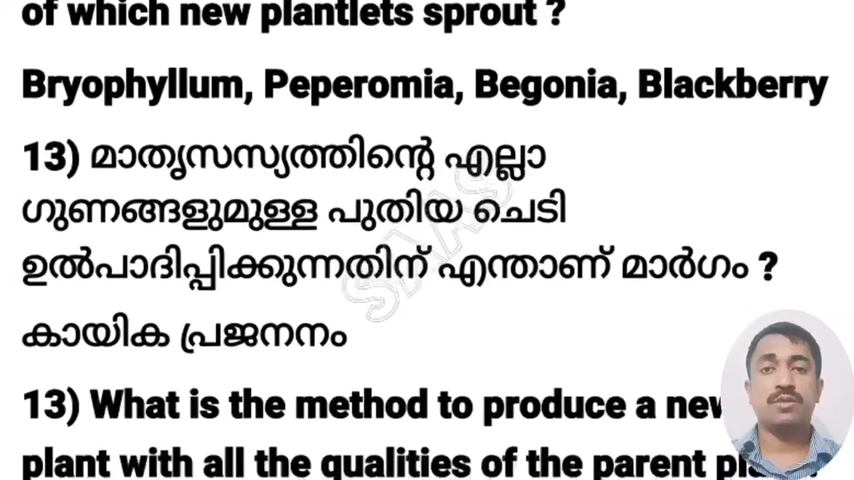 of which new plantlets sprout ?
Bryophyllum, Peperomia, Begonia, Blackberry
13) മാതൃസസ്യത്തിന്റെ എല്ലാ
ഗുണങ്ങളുമുള്ള പുതിയ ചെടി
ഉൽപാദിപ്പിക്കുന്നതിന് എന്താണ് മാർഗം ?
കായിക പ്രജനനം
SAAS
13) What is the method to produce a new
plant with all the qualities of the parent